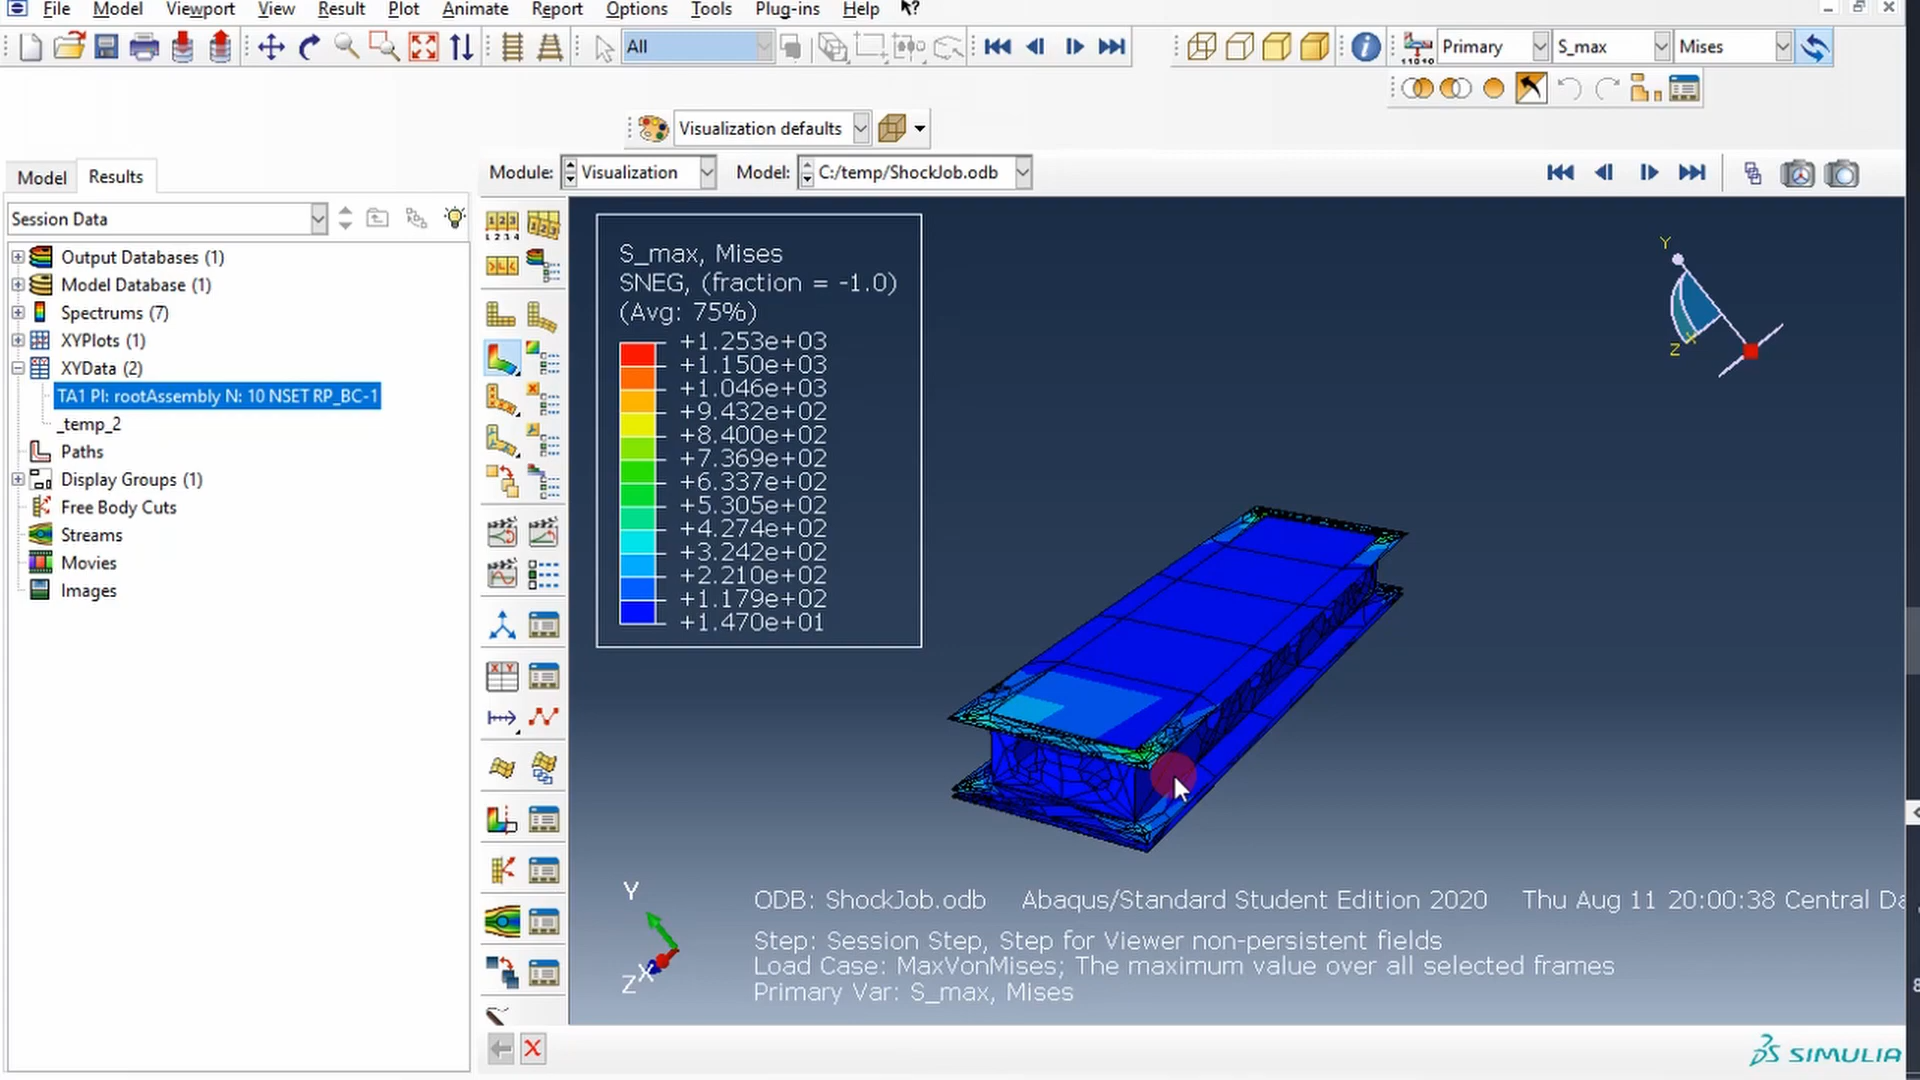 File Model Viewport View Result Plot Animate Report Options Tools Plug-ins Help
All
Primary S_max Mises
Visualization defaults
Model Results
Module: Visualization Model: C:/temp/ShockJob.odb
Session Data
Output Databases (1)
Model Database (1)
Spectrums (7)
XYPlots (1)
XYData (2)
TA1 PI: rootAssembly N: 10 NSET RP_BC-1
_temp_2
Paths
Display Groups (1)
Free Body Cuts
Streams
Movies
Images
S_max, Mises
SNEG, (fraction = -1.0)
(Avg: 75%)
+1.253e+03
+1.150e+03
+1.046e+03
+9.432e+02
+8.400e+02
+7.369e+02
+6.337e+02
+5.305e+02
+4.274e+02
+3.242e+02
+2.210e+02
+1.179e+02
+1.470e+01
Y
Z
X
Y
Z
X
ODB: ShockJob.odb Abaqus/Standard Student Edition 2020 Thu Aug 11 20:00:38 Central Da
Step: Session Step, Step for Viewer non-persistent fields
Load Case: MaxVonMises; The maximum value over all selected frames
Primary Var: S_max, Mises
SIMULIA